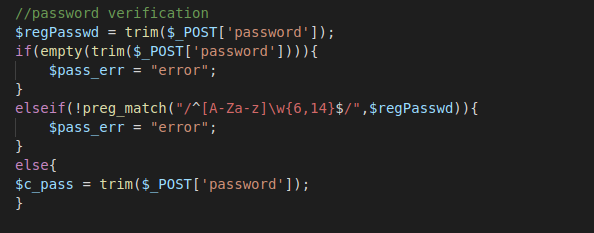 //password verification
$regPasswd = trim($_POST['password']);
if(empty(trim($_POST['password']))){
    $pass_err = "error";
}
elseif(!preg_match("/^[A-Za-z]\w{6,14}$/",$regPasswd)){
    $pass_err = "error";
}
else{
$c_pass = trim($_POST['password']);
}